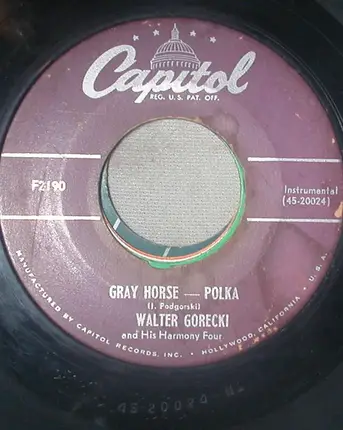 Capitol
REG. U. S. PAT. OFF.
F2190
Instrumental
(45-20024)
GRAY HORSE — POLKA
(I. Podgorski)
WALTER GORECKI
and His Harmony Four
MANUFACTURED BY CAPITOL RECORDS, INC. • HOLLYWOOD, CALIFORNIA • U. S. A.